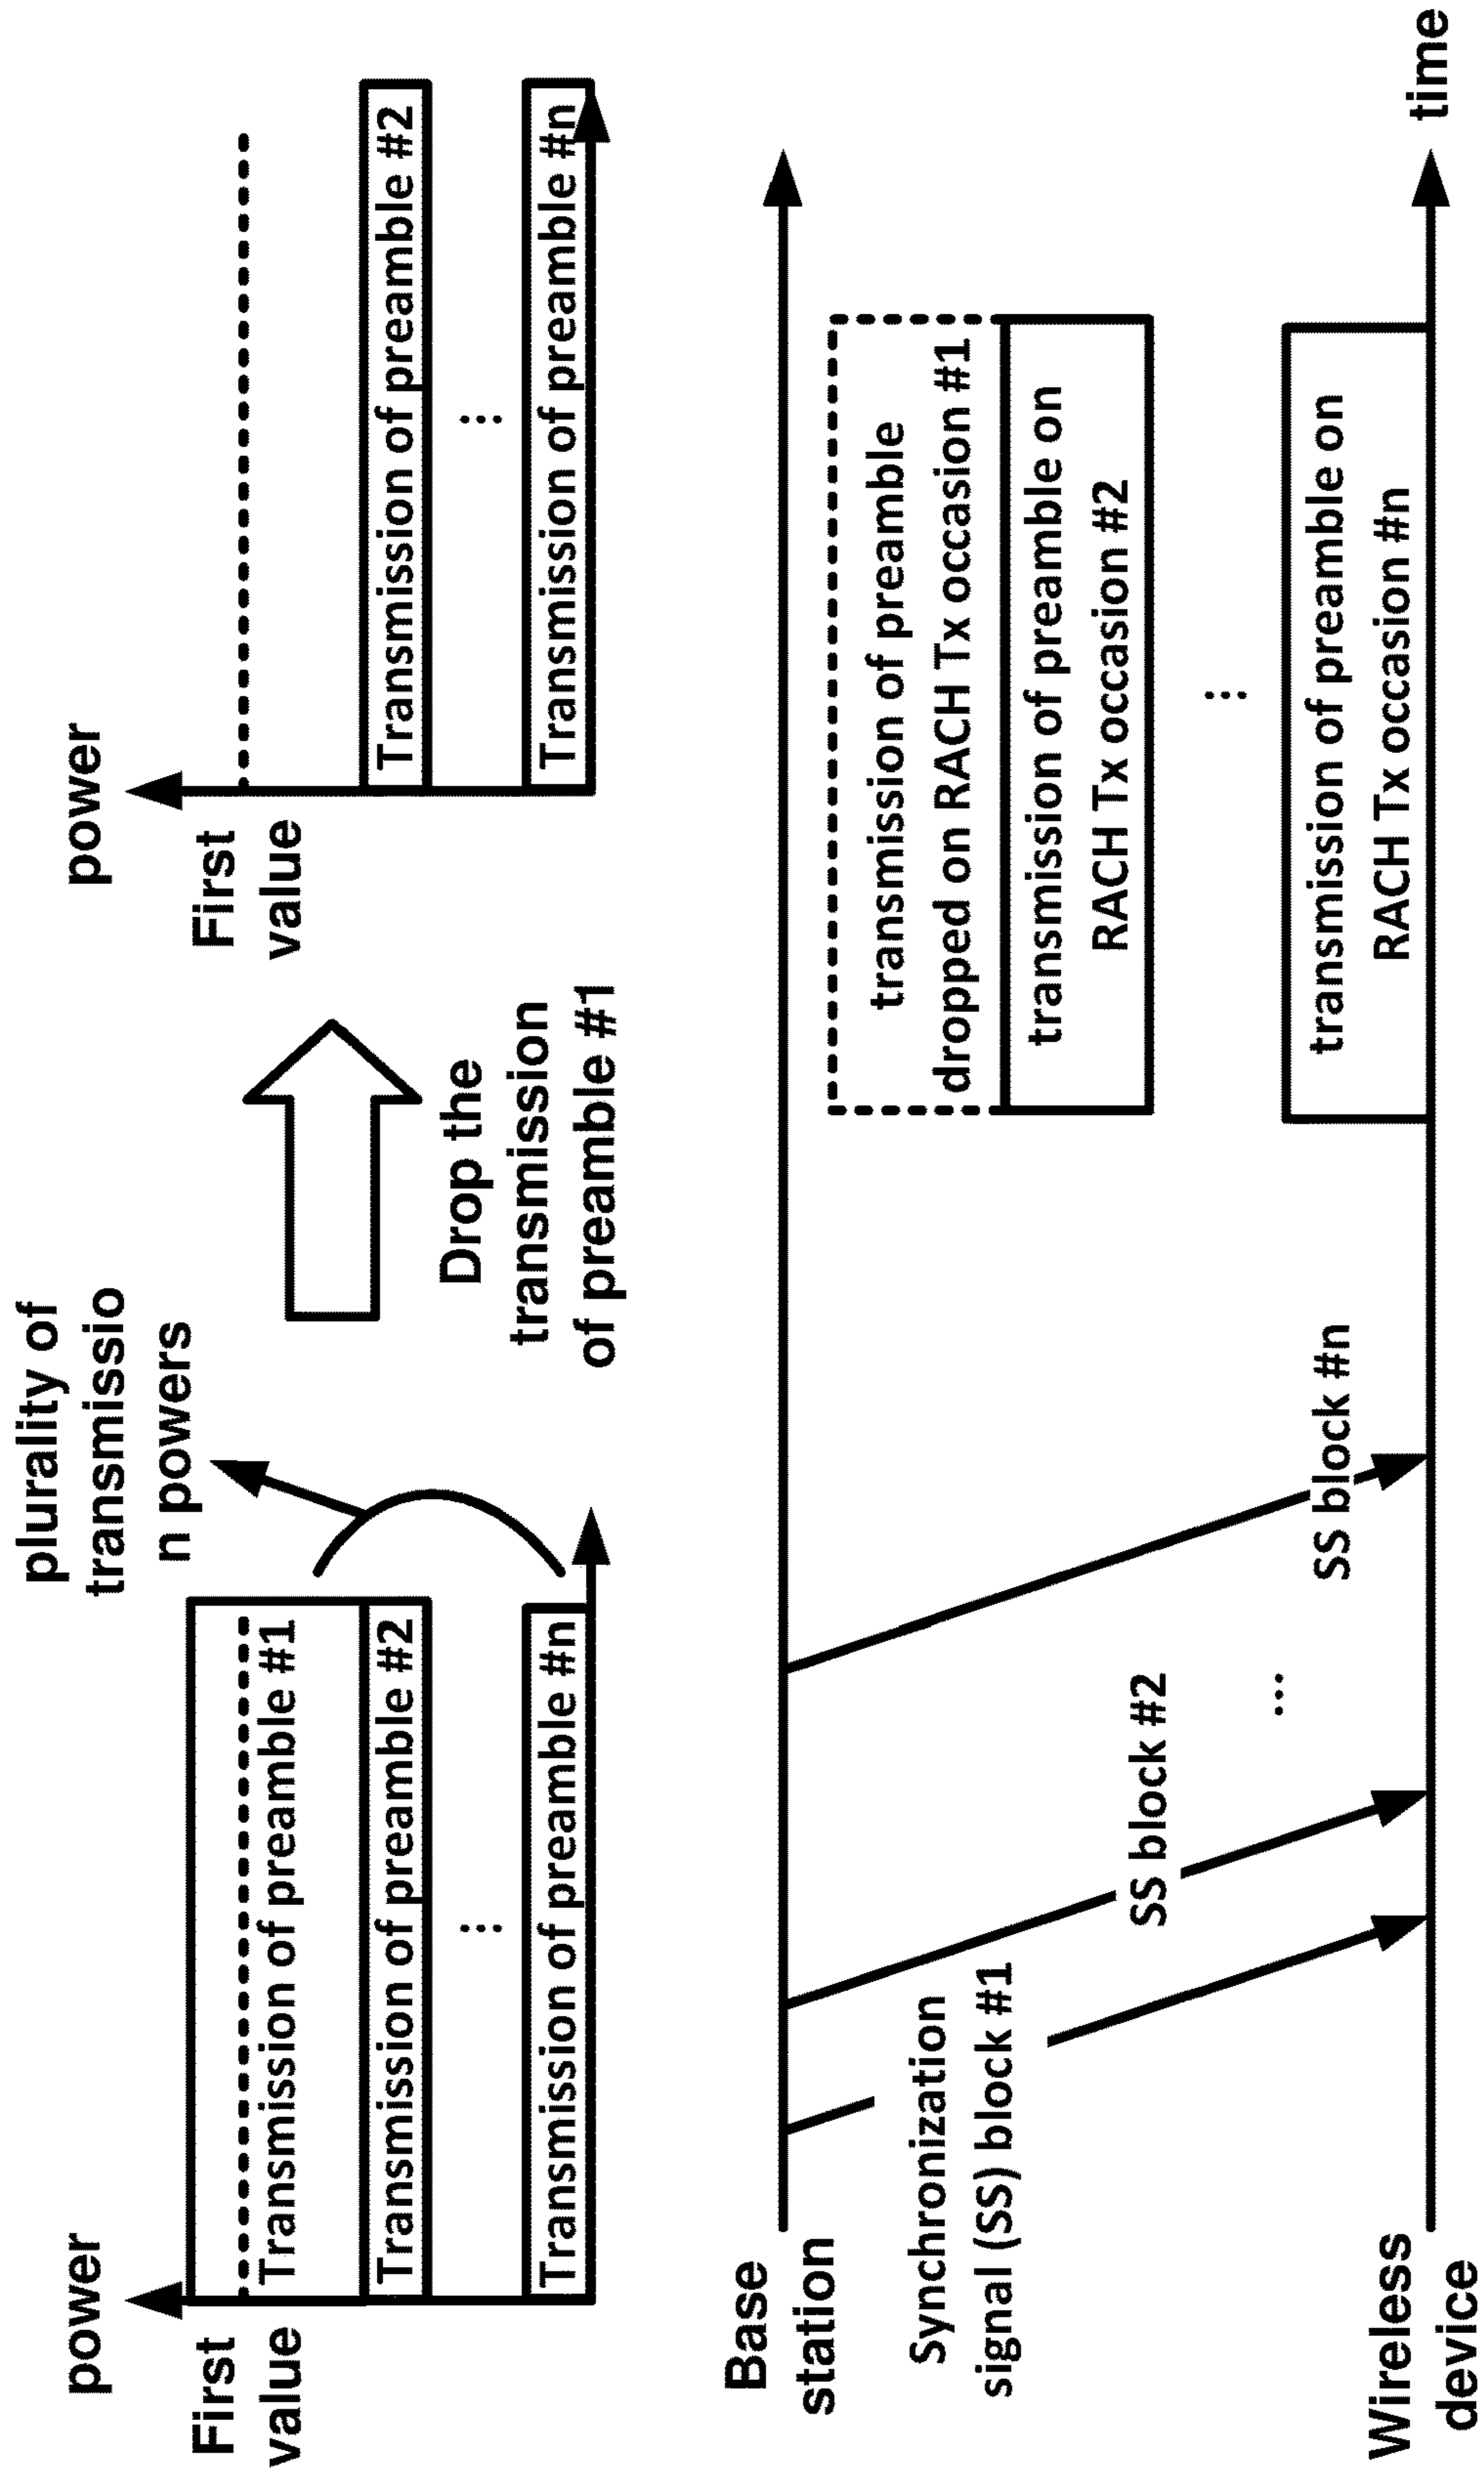 power
First
value
Transmission of preamble #1
Transmission of preamble #2
...
Transmission of preamble #n
plurality of
transmissio
n powers
Drop the
transmission
of preamble #1
power
First
value
Transmission of preamble #2
...
Transmission of preamble #n
Base
station
Synchronization
signal (SS) block #1
SS block #2
...
SS block #n
transmission of preamble
dropped on RACH Tx occasion #1
transmission of preamble on
RACH Tx occasion #2
...
transmission of preamble on
RACH Tx occasion #n
Wireless
device
time